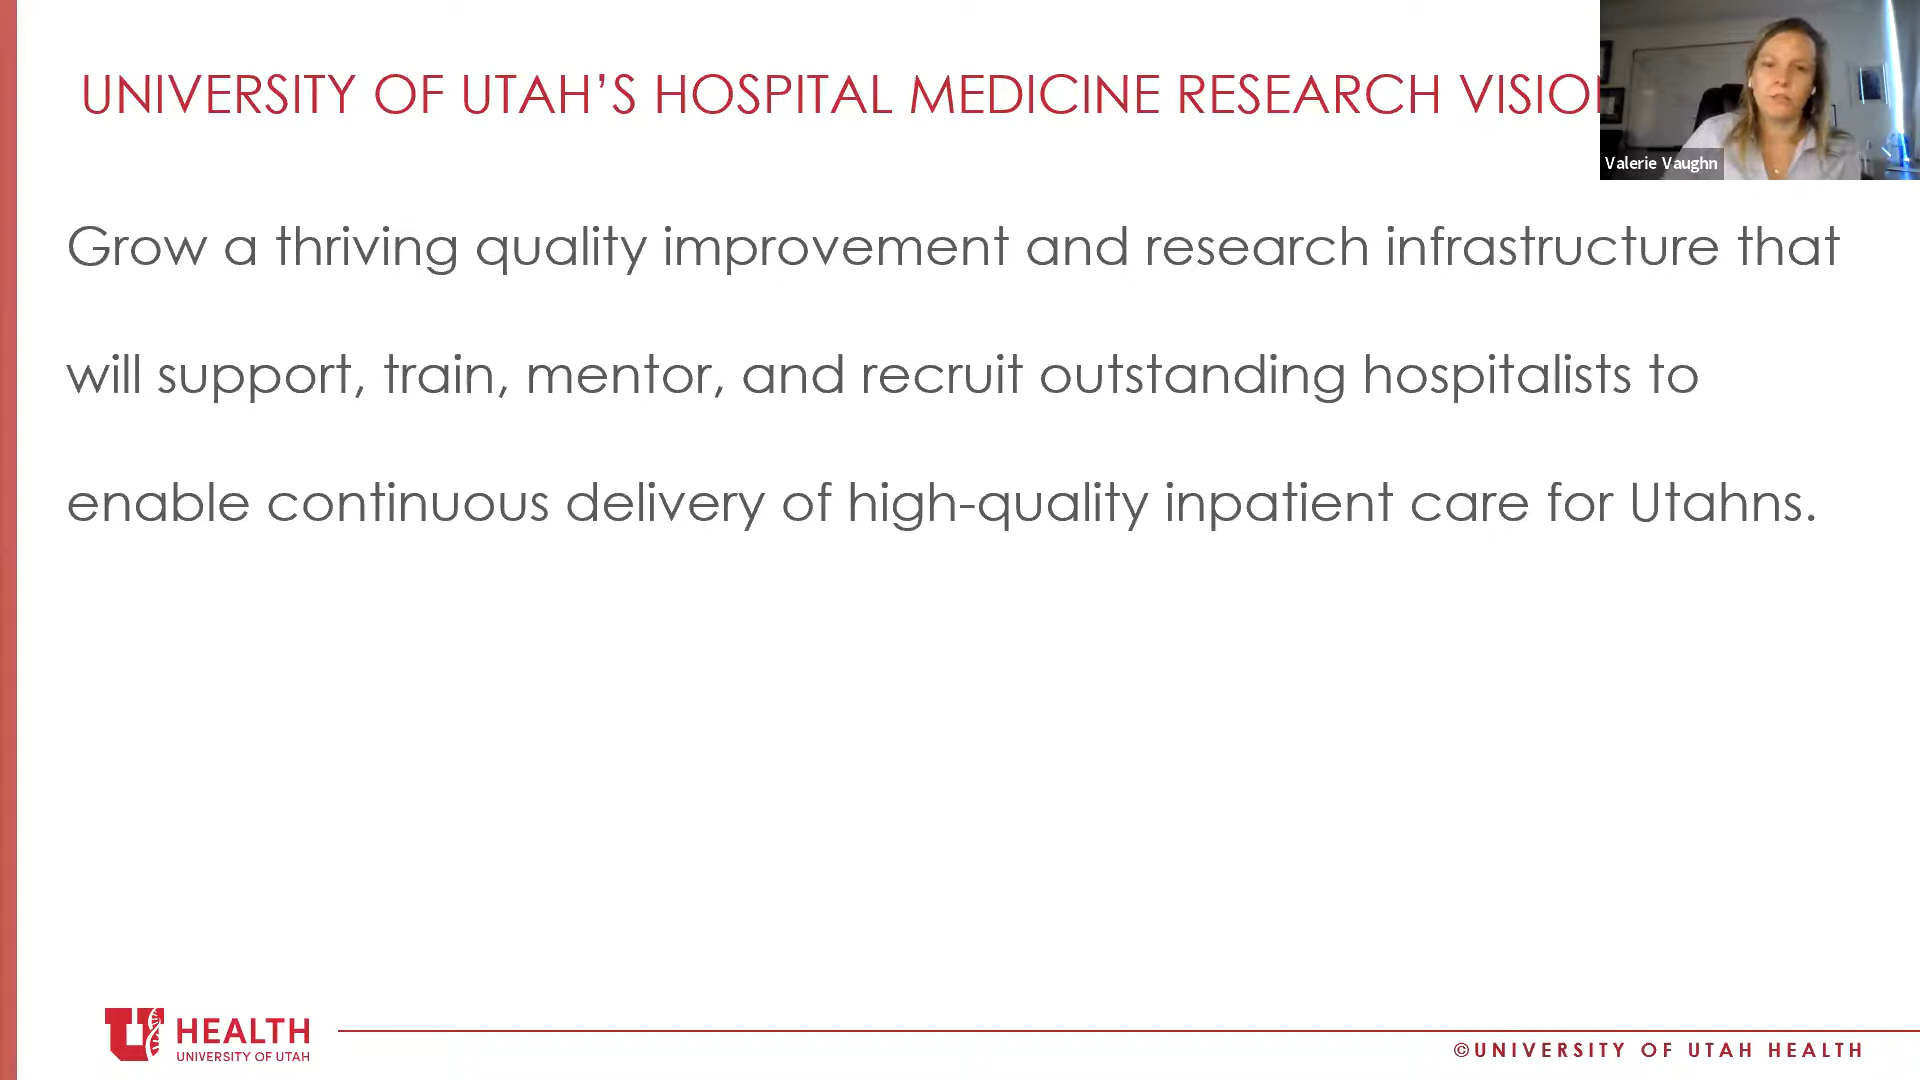 UNIVERSITY OF UTAH’S HOSPITAL MEDICINE RESEARCH
Valerie Vaughn
Grow a thriving quality improvement and research infrastructure that
will support, train, mentor, and recruit outstanding hospitalists to
enable continuous delivery of high-quality inpatient care for Utahns.
U HEALTH
UNIVERSITY OF UTAH
©UNIVERSITY OF UTAH HEALTH